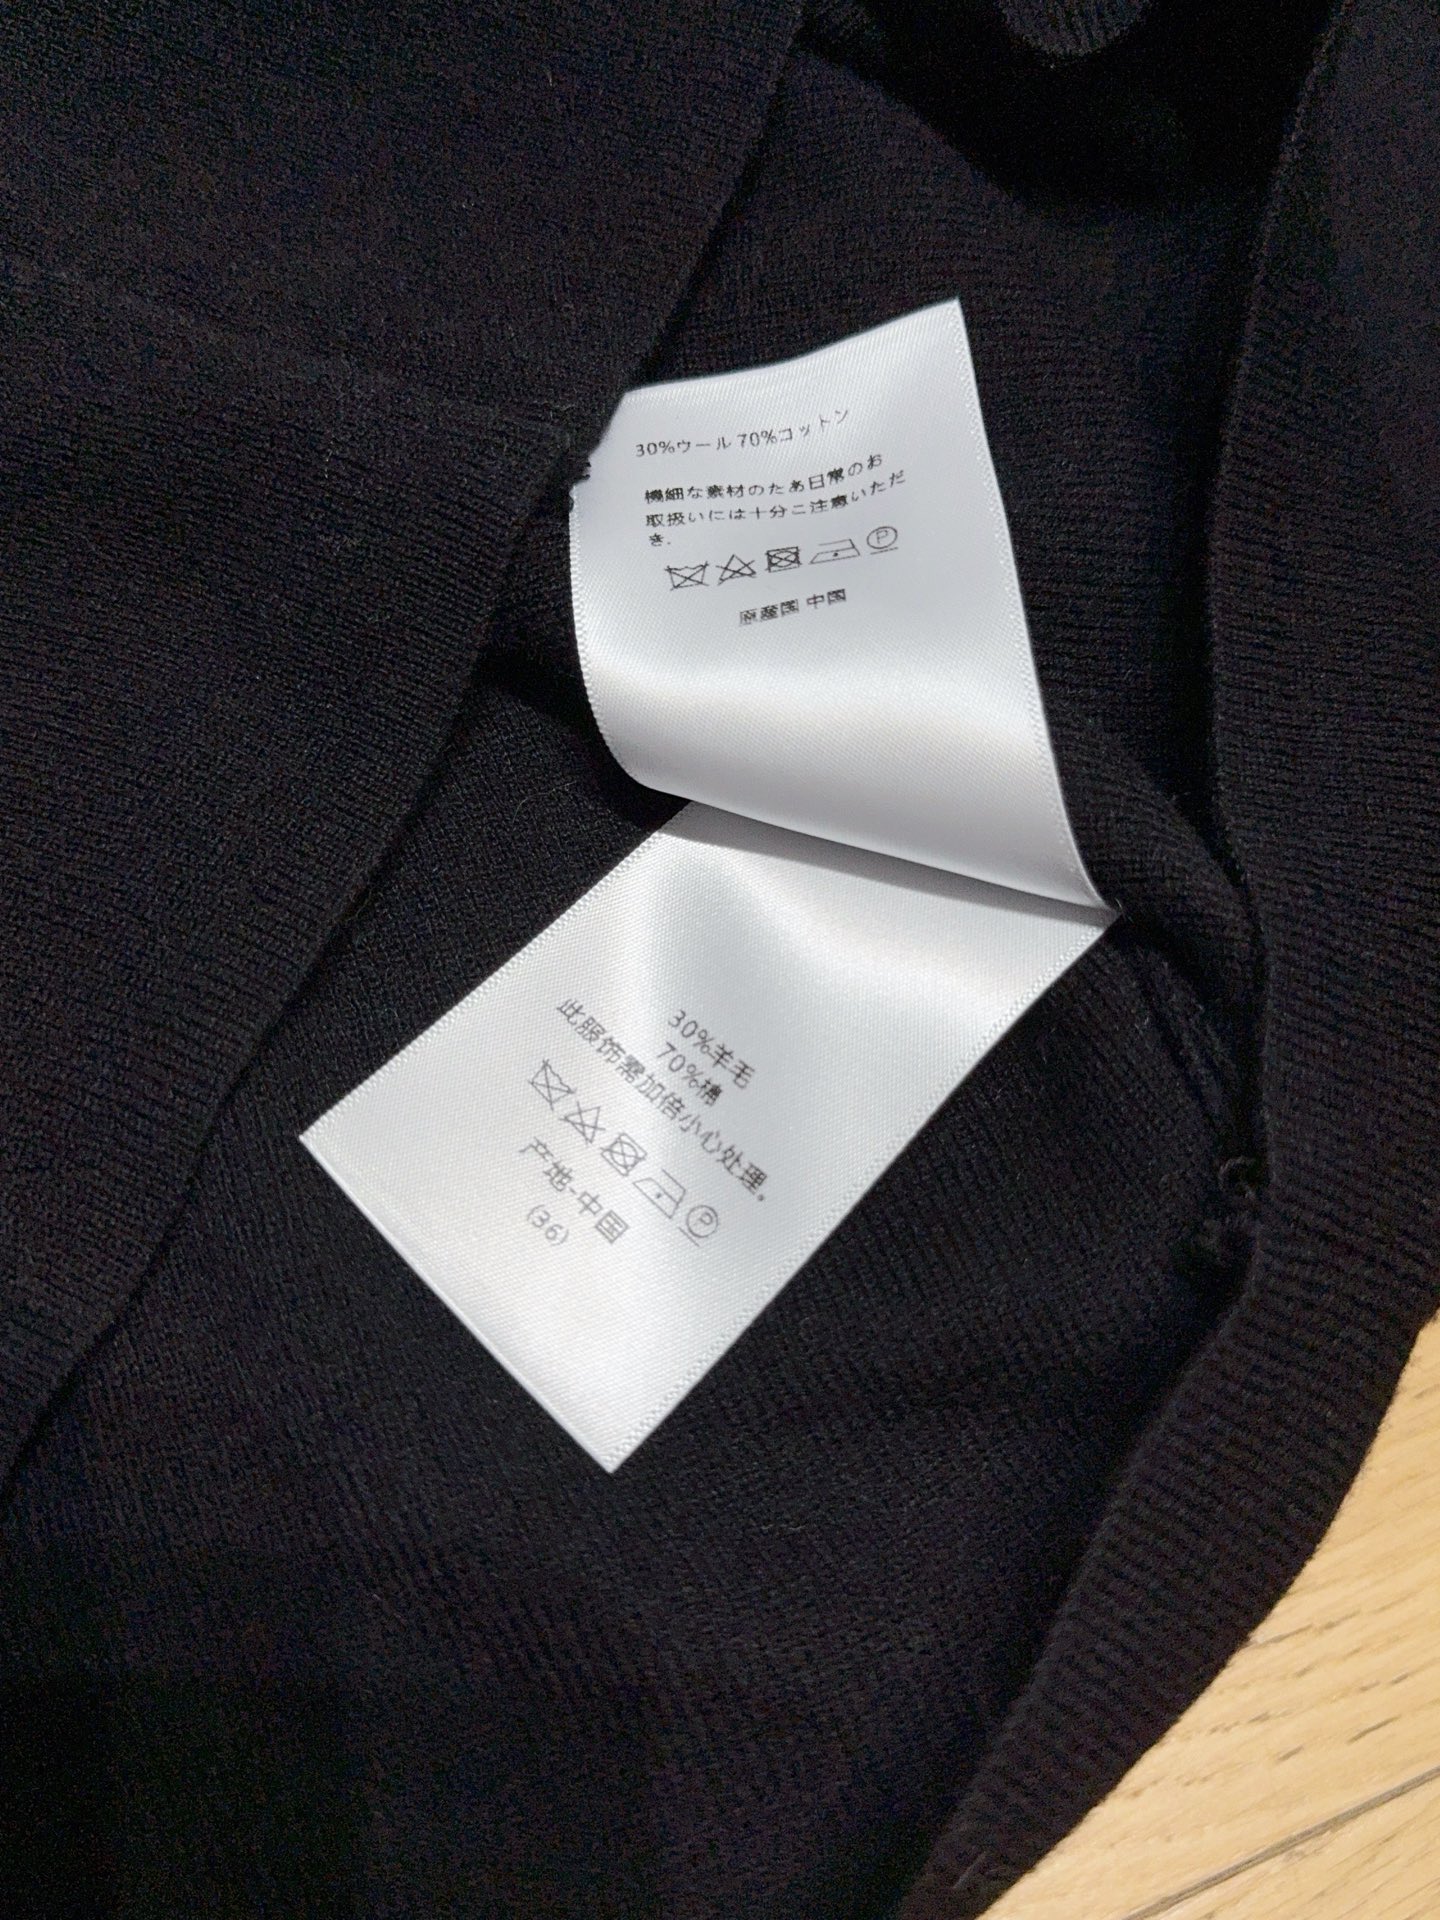 30%ウール 70%コットン
機細な素材のたあ日常のお
取扱いには十分こ注意いただ
き.
P
原産国 中国
30%羊毛
70%棉
此服饰需加倍小心处理。
P
产地-中国
(36)